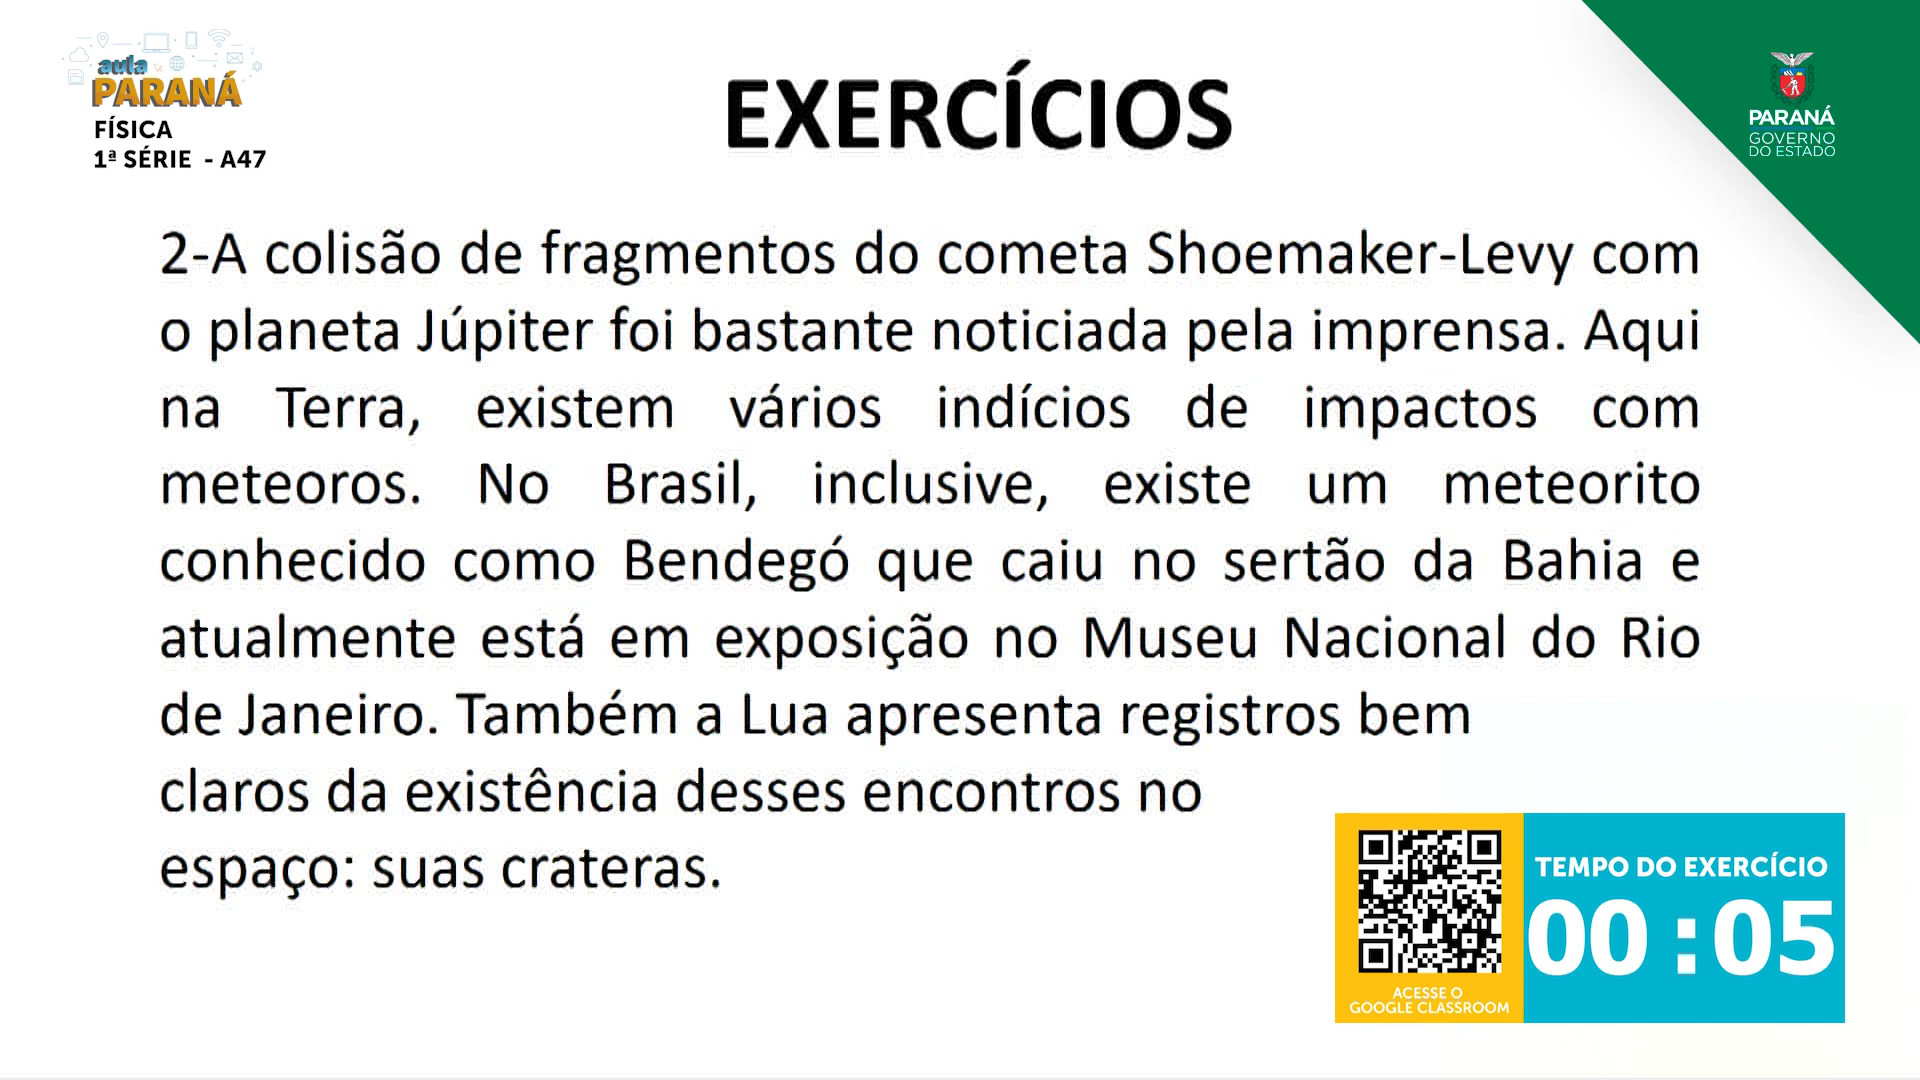 aula
PARANÁ
FÍSICA
1ª SÉRIE - A47
EXERCÍCIOS
PARANÁ
GOVERNO
DO ESTADO
2-A colisão de fragmentos do cometa Shoemaker-Levy com
o planeta Júpiter foi bastante noticiada pela imprensa. Aqui
na Terra, existem vários indícios de impactos com
meteoros. No Brasil, inclusive, existe um meteorito
conhecido como Bendegó que caiu no sertão da Bahia e
atualmente está em exposição no Museu Nacional do Rio
de Janeiro. Também a Lua apresenta registros bem
claros da existência desses encontros no
espaço: suas crateras.
ACESSE O
GOOGLE CLASSROOM
TEMPO DO EXERCÍCIO
00 :05